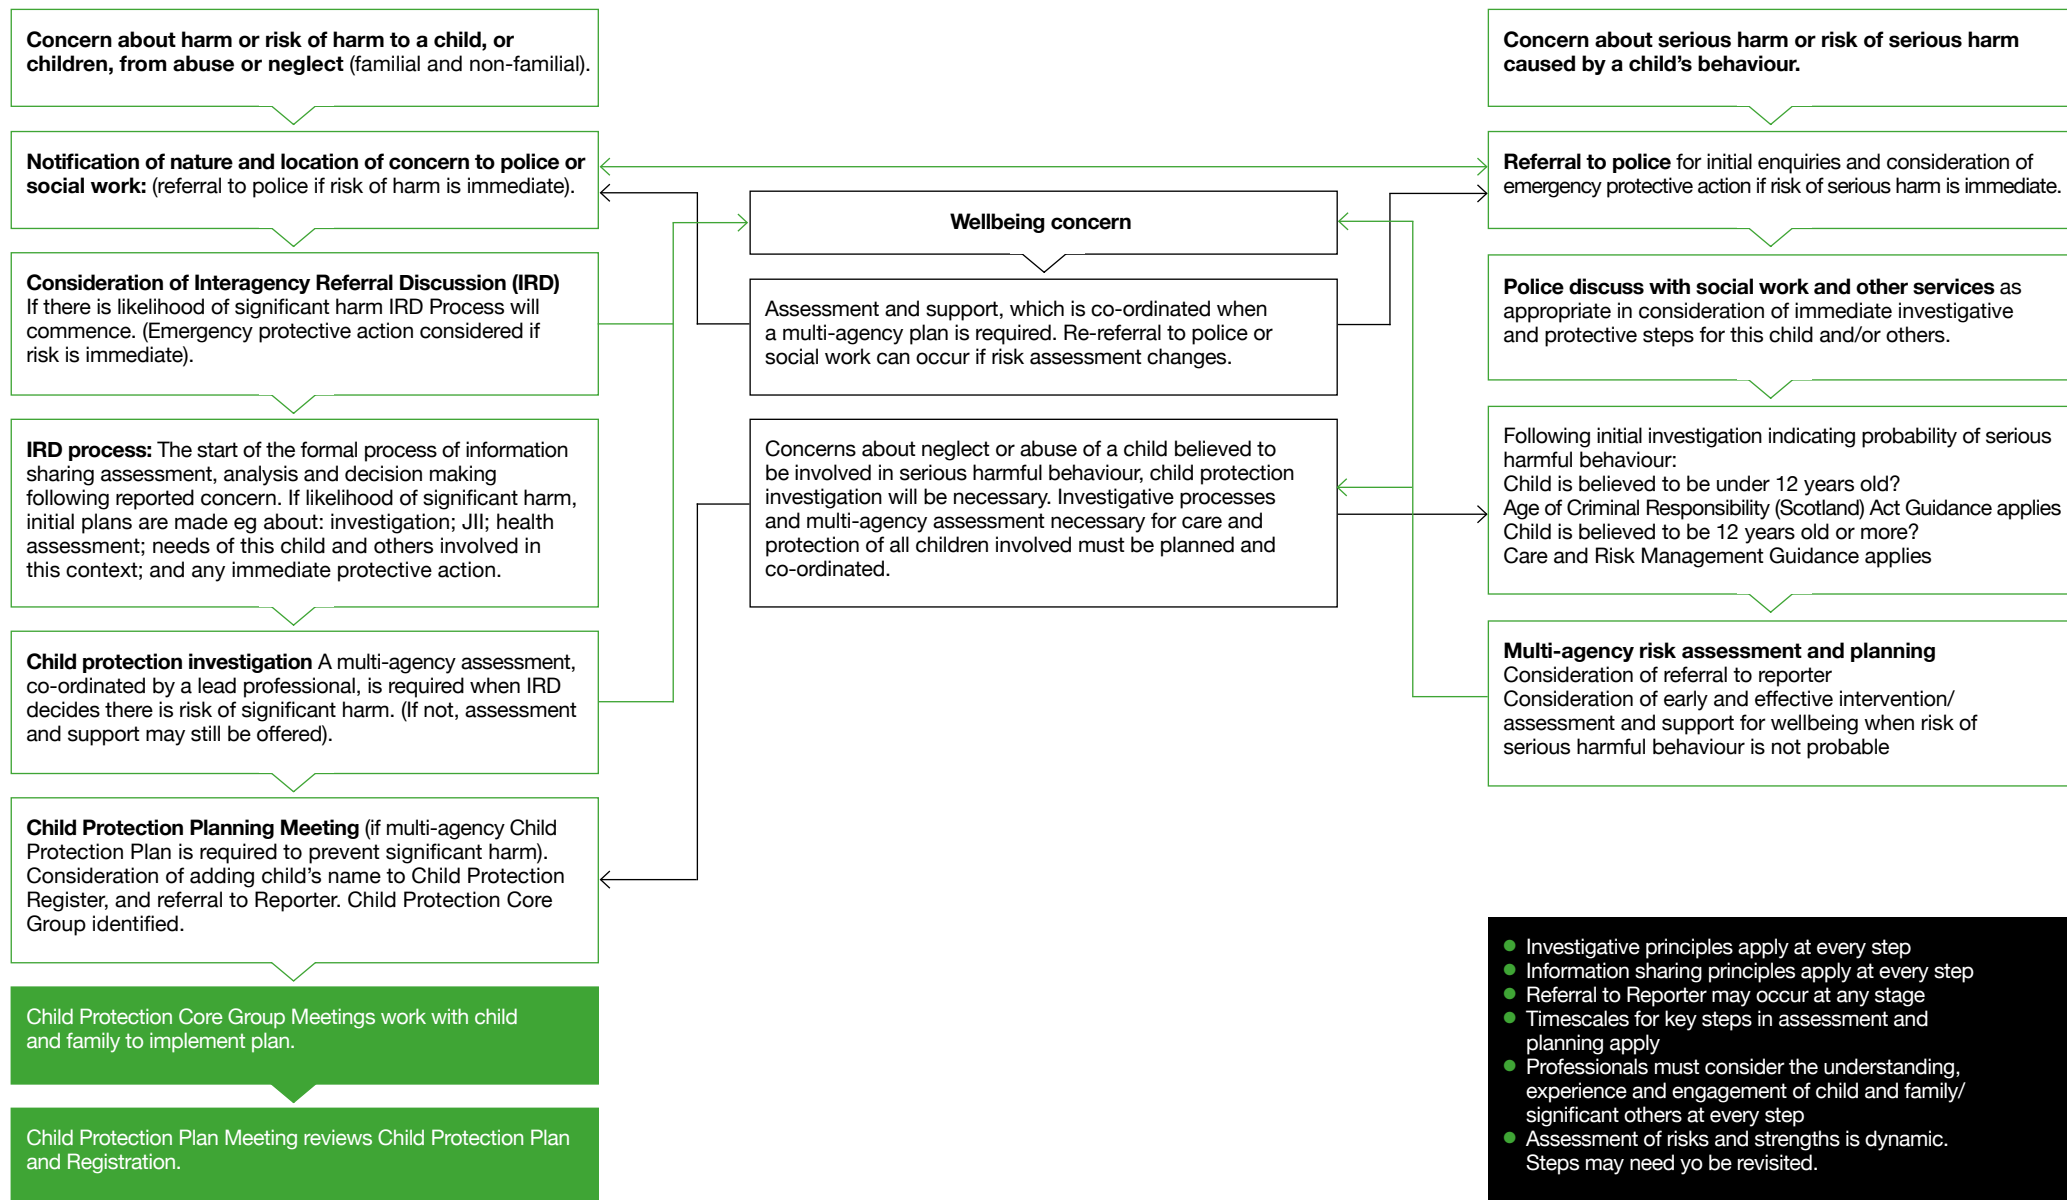 Concern about harm or risk of harm to a child, or
children, from abuse or neglect (familial and non-familial).
Notification of nature and location of concern to police or
social work: (referral to police if risk of harm is immediate).
Consideration of Interagency Referral Discussion (IRD)
If there is likelihood of significant harm IRD Process will
commence. (Emergency protective action considered if
risk is immediate).
IRD process: The start of the formal process of information
sharing assessment, analysis and decision making
following reported concern. If likelihood of significant harm,
initial plans are made eg about: investigation; JII; health
assessment; needs of this child and others involved in
this context; and any immediate protective action.
Child protection investigation A multi-agency assessment,
co-ordinated by a lead professional, is required when IRD
decides there is risk of significant harm. (If not, assessment
and support may still be offered).
Child Protection Planning Meeting (if multi-agency Child
Protection Plan is required to prevent significant harm).
Consideration of adding child's name to Child Protection
Register, and referral to Reporter. Child Protection Core
Group identified.
Child Protection Core Group Meetings work with child
and family to implement plan.
Child Protection Plan Meeting reviews Child Protection Plan
and Registration.
Wellbeing concern
Assessment and support, which is co-ordinated when
a multi-agency plan is required. Re-referral to police or
social work can occur if risk assessment changes.
Concerns about neglect or abuse of a child believed to
be involved in serious harmful behaviour, child protection
investigation will be necessary. Investigative processes
and multi-agency assessment necessary for care and
protection of all children involved must be planned and
co-ordinated.
Concern about serious harm or risk of serious harm
caused by a child's behaviour.
Referral to police for initial enquiries and consideration of
emergency protective action if risk of serious harm is immediate.
Police discuss with social work and other services as
appropriate in consideration of immediate investigative
and protective steps for this child and/or others.
Following initial investigation indicating probability of serious
harmful behaviour:
Child is believed to be under 12 years old?
Age of Criminal Responsibility (Scotland) Act Guidance applies
Child is believed to be 12 years old or more?
Care and Risk Management Guidance applies
Multi-agency risk assessment and planning
Consideration of referral to reporter
Consideration of early and effective intervention/
assessment and support for wellbeing when risk of
serious harmful behaviour is not probable
● Investigative principles apply at every step
● Information sharing principles apply at every step
● Referral to Reporter may occur at any stage
● Timescales for key steps in assessment and
planning apply
● Professionals must consider the understanding,
experience and engagement of child and family/
significant others at every step
● Assessment of risks and strengths is dynamic.
Steps may need yo be revisited.